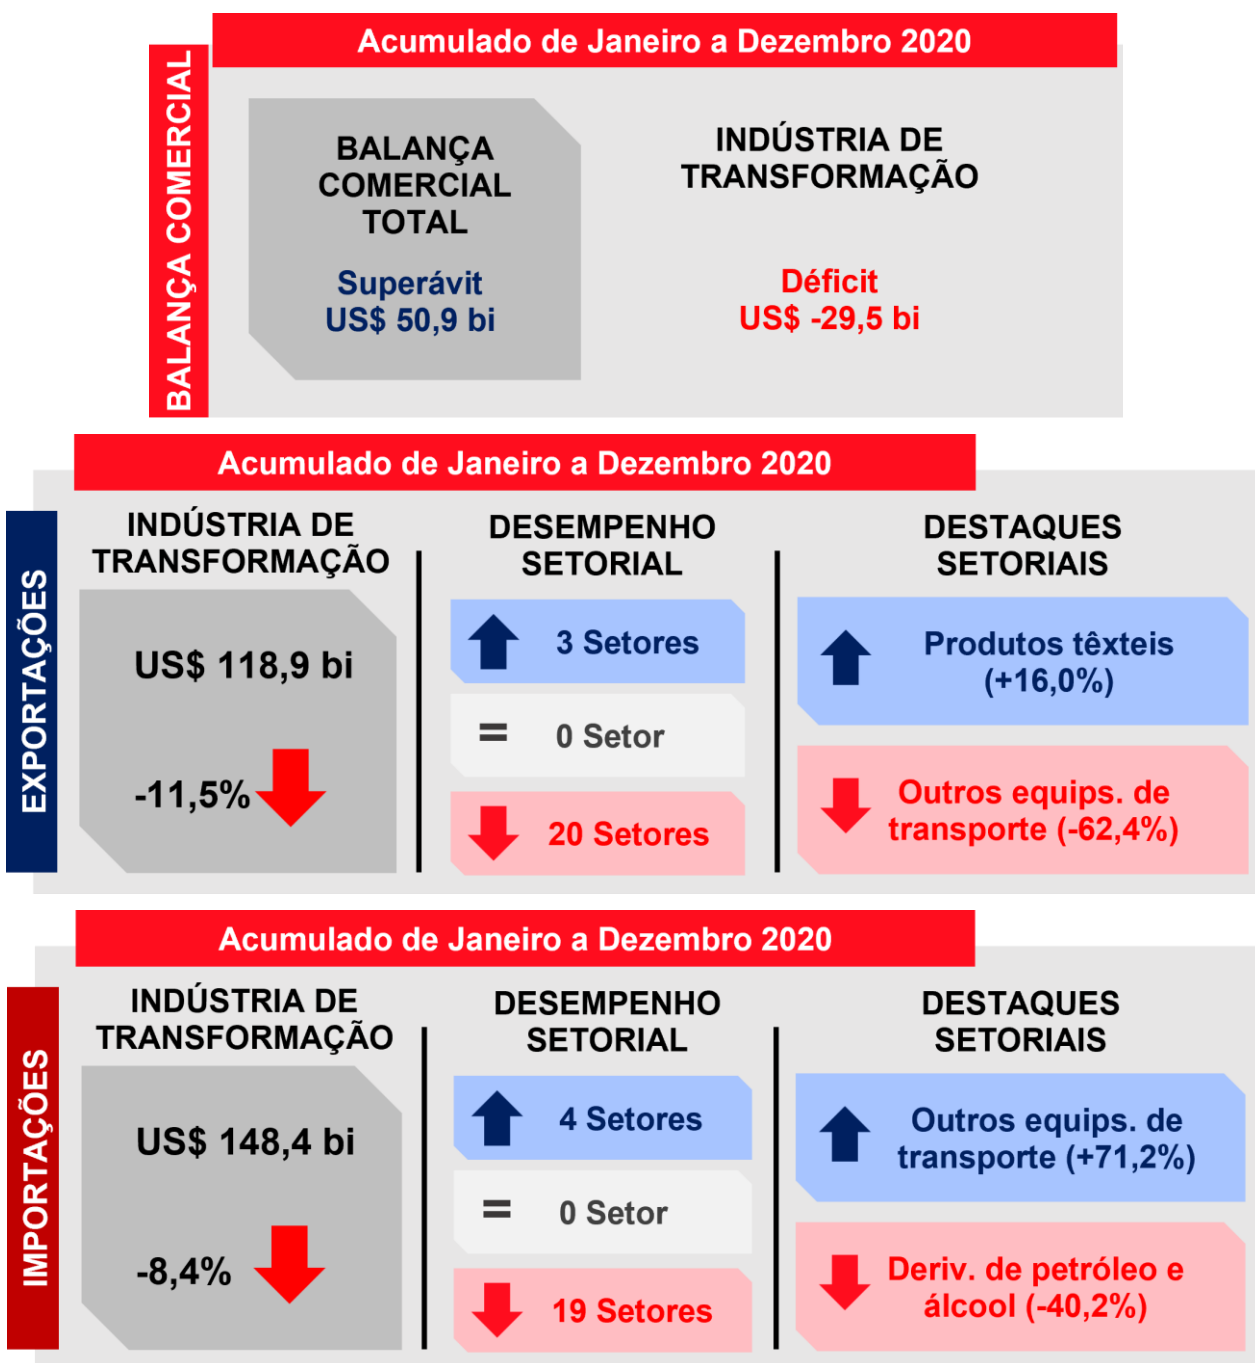 Acumulado de Janeiro a Dezembro 2020
BALANÇA COMERCIAL
BALANÇA
COMERCIAL
TOTAL
Superávit
US$ 50,9 bi
INDÚSTRIA DE
TRANSFORMAÇÃO
Déficit
US$ -29,5 bi
Acumulado de Janeiro a Dezembro 2020
EXPORTAÇÕES
INDÚSTRIA DE
TRANSFORMAÇÃO
US$ 118,9 bi
-11,5%
DESEMPENHO
SETORIAL
3 Setores
= 0 Setor
20 Setores
DESTAQUES
SETORIAIS
Produtos têxteis
(+16,0%)
Outros equips. de
transporte (-62,4%)
Acumulado de Janeiro a Dezembro 2020
IMPORTAÇÕES
INDÚSTRIA DE
TRANSFORMAÇÃO
US$ 148,4 bi
-8,4%
DESEMPENHO
SETORIAL
4 Setores
= 0 Setor
19 Setores
DESTAQUES
SETORIAIS
Outros equips. de
transporte (+71,2%)
Deriv. de petróleo e
álcool (-40,2%)